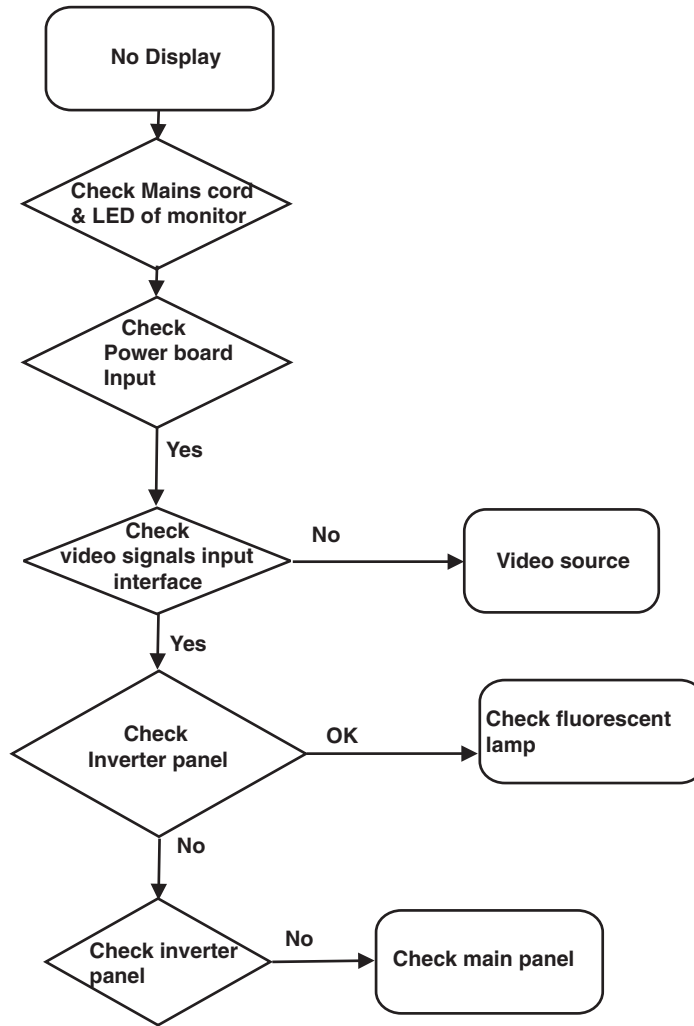 No Display
Check Mains cord
& LED of monitor
Check
Power board
Input
Yes
Check
video signals input
interface
No
Video source
Yes
Check
Inverter panel
OK
Check fluorescent
lamp
No
Check inverter
panel
No
Check main panel